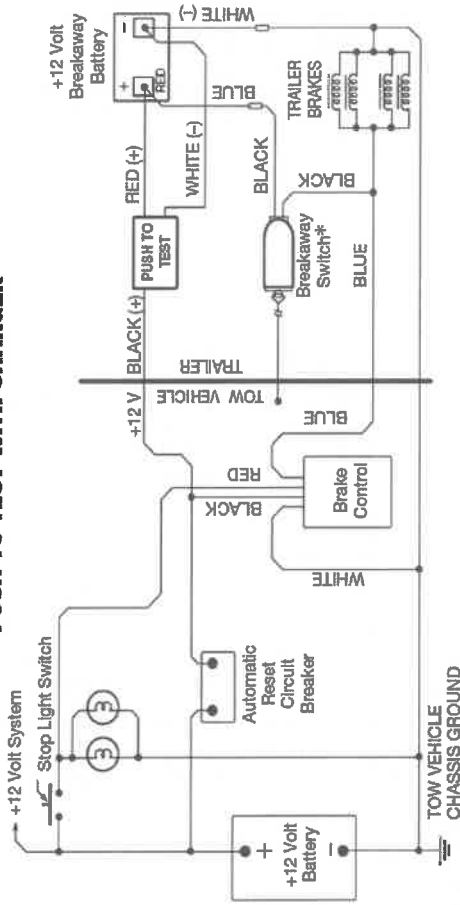 PUSH TO TEST WITH CHARGER
+12 Volt System
Stop Light Switch
+12 Volt
Battery
+
−
TOW VEHICLE
CHASSIS GROUND
Automatic
Reset
Circuit
Breaker
WHITE
BLACK
RED
BLUE
Brake
Control
+12 V
BLACK (+)
TOW VEHICLE
TRAILER
PUSH TO
TEST
RED (+)
WHITE (−)
+12 Volt
Breakaway
Battery
+
−
RED
WHITE (−)
BLUE
BLACK
BLACK
Breakaway
Switch*
BLUE
TRAILER
BRAKES